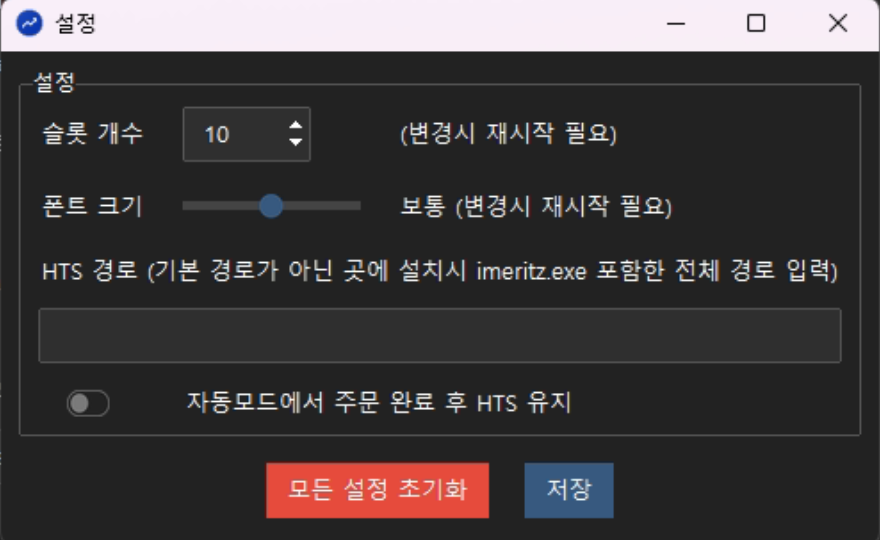 설정
설정
슬롯 개수 10 (변경시 재시작 필요)
폰트 크기 보통 (변경시 재시작 필요)
HTS 경로 (기본 경로가 아닌 곳에 설치시 imeritz.exe 포함한 전체 경로 입력)
자동모드에서 주문 완료 후 HTS 유지
모든 설정 초기화 저장